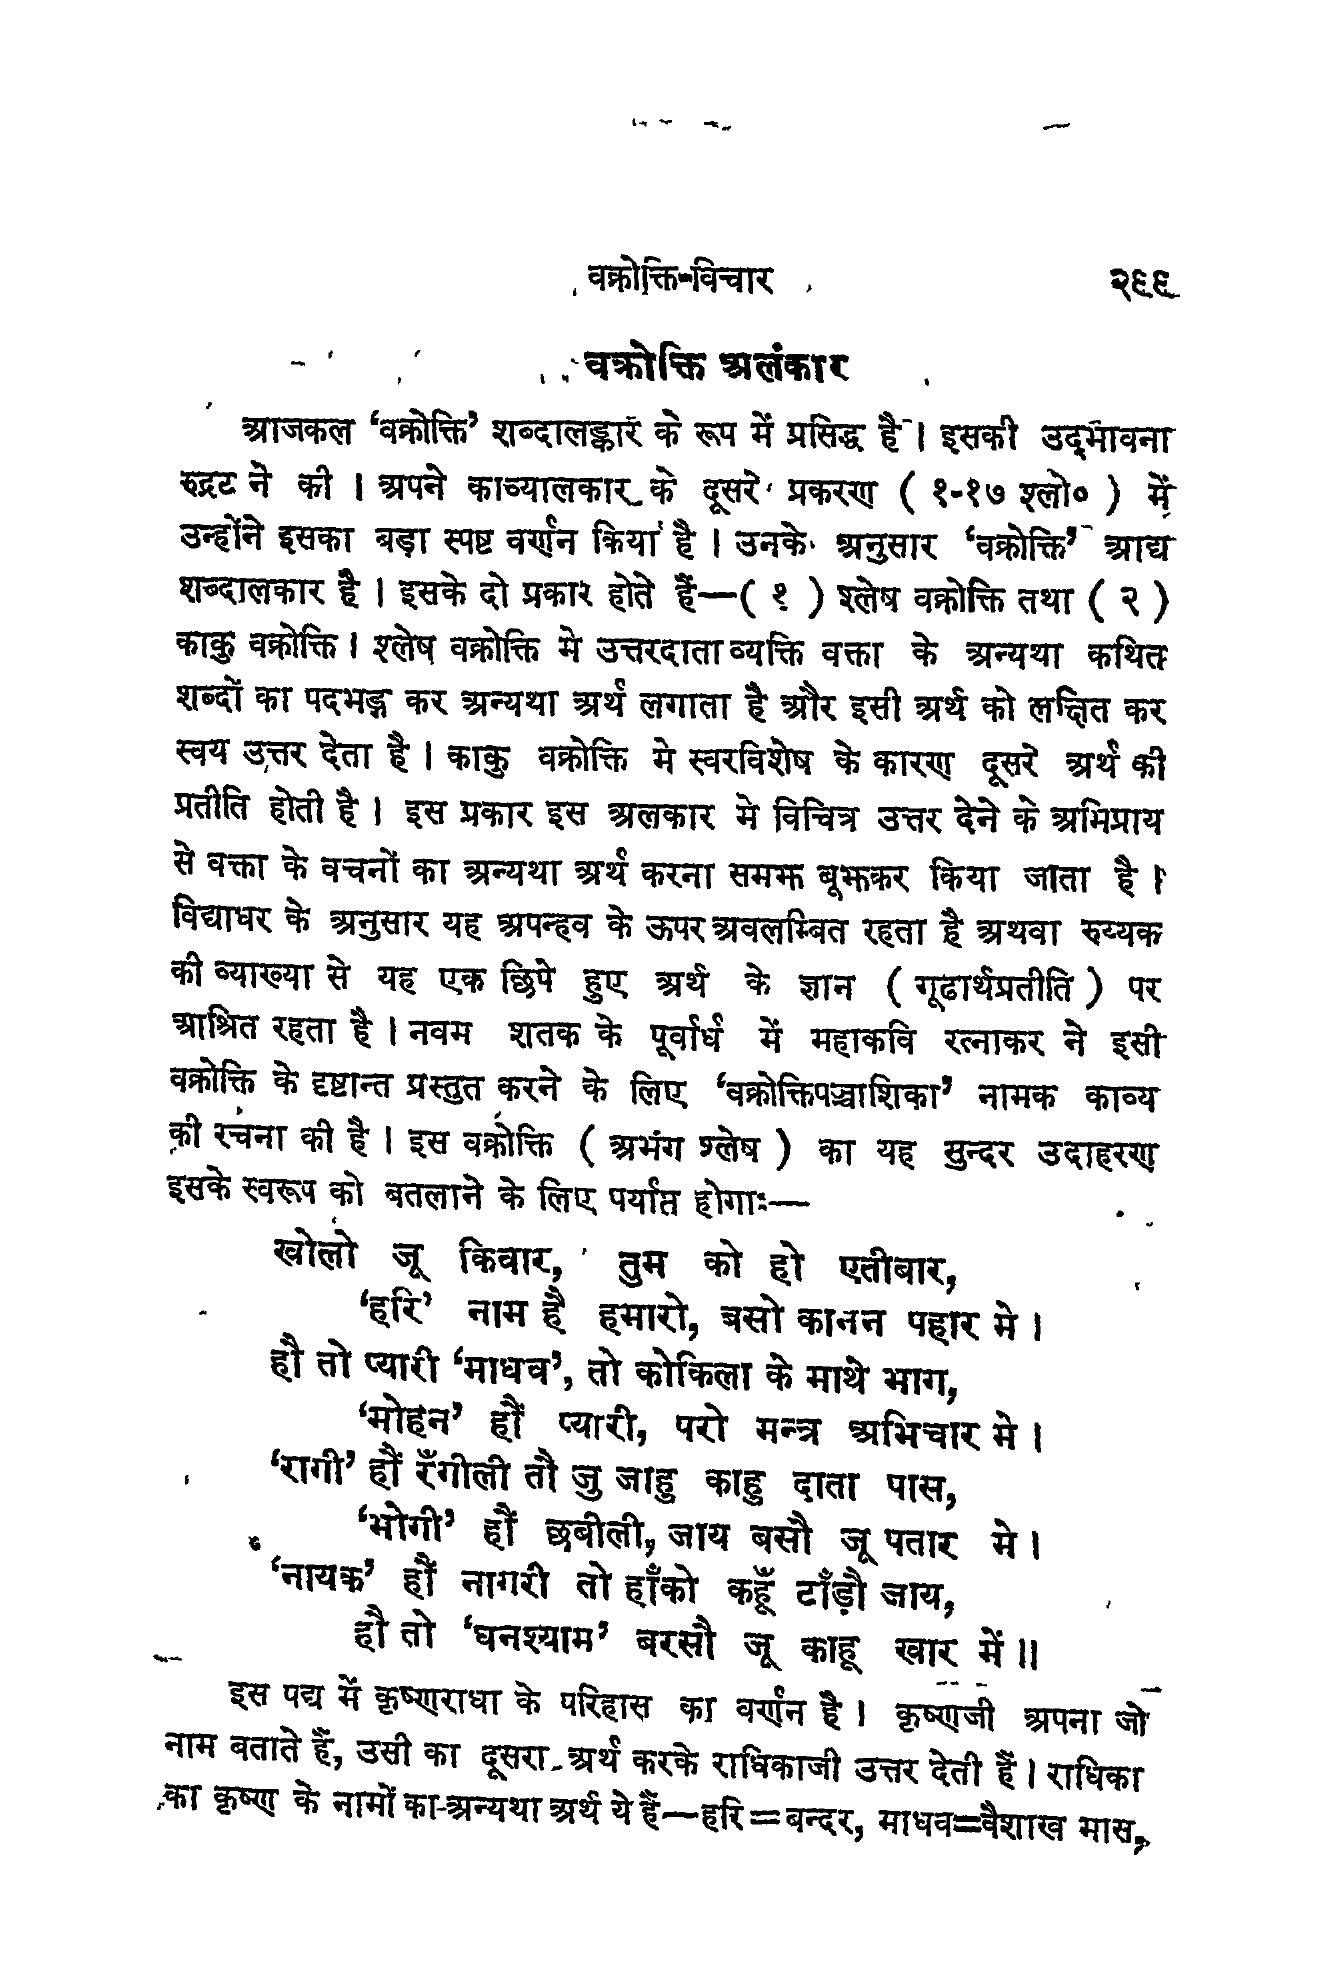 वक्रोक्ति-विचार २९९
वक्रोक्ति अलंकार
आजकल ‘वक्रोक्ति’ शब्दालङ्कार के रूप में प्रसिद्ध है । इसकी उद्भावना
रुद्रट ने की । अपने काव्यालकार के दूसरे प्रकरण ( १-१७ श्लो० ) में
उन्होंने इसका बड़ा स्पष्ट वर्णन किया है । उनके अनुसार ‘वक्रोक्ति’ आद्य
शब्दालकार है । इसके दो प्रकार होते हैं—( १ ) श्लेष वक्रोक्ति तथा ( २ )
काकु वक्रोक्ति । श्लेष वक्रोक्ति मे उत्तरदाता व्यक्ति वक्ता के अन्यथा कथित
शब्दों का पदभङ्ग कर अन्यथा अर्थ लगाता है और इसी अर्थ को लक्षित कर
स्वय उत्तर देता है । काकु वक्रोक्ति मे स्वरविशेष के कारण दूसरे अर्थ की
प्रतीति होती है । इस प्रकार इस अलकार मे विचित्र उत्तर देने के अभिप्राय
से वक्ता के वचनों का अन्यथा अर्थ करना समझ बूझकर किया जाता है ।
विद्याधर के अनुसार यह अपन्हव के ऊपर अवलम्बित रहता है अथवा रुय्यक
की व्याख्या से यह एक छिपे हुए अर्थ के ज्ञान ( गूढार्थप्रतीति ) पर
आश्रित रहता है । नवम शतक के पूर्वार्ध में महाकवि रत्नाकर ने इसी
वक्रोक्ति के दृष्टान्त प्रस्तुत करने के लिए ‘वक्रोक्तिपञ्चाशिका’ नामक काव्य
की रचना की है । इस वक्रोक्ति ( अभंग श्लेष ) का यह सुन्दर उदाहरण
इसके स्वरूप को बतलाने के लिए पर्याप्त होगाः—
खोलो जू किवार, तुम को हो एतीबार,
‘हरि’ नाम है हमारो, बसो कानन पहार मे ।
हौ तो प्यारी ‘माधव’, तो कोकिला के माथे भाग,
‘मोहन’ हौं प्यारी, परो मन्त्र अभिचार मे ।
‘रागी’ हौं रँगीली तौ जु जाहु काहु दाता पास,
‘भोगी’ हौं छबीली, जाय बसौ जू पतार मे ।
‘नायक’ हौं नागरी तो हाँको कहूँ टाँड़ौ जाय,
हौ तो ‘घनश्याम’ बरसौ जू काहू खार में ॥
इस पद्य में कृष्णराधा के परिहास का वर्णन है । कृष्णजी अपना जो
नाम बताते हैं, उसी का दूसरा अर्थ करके राधिकाजी उत्तर देती हैं । राधिका
का कृष्ण के नामों का अन्यथा अर्थ ये हैं—हरि = बन्दर, माधव=वैशाख मास,